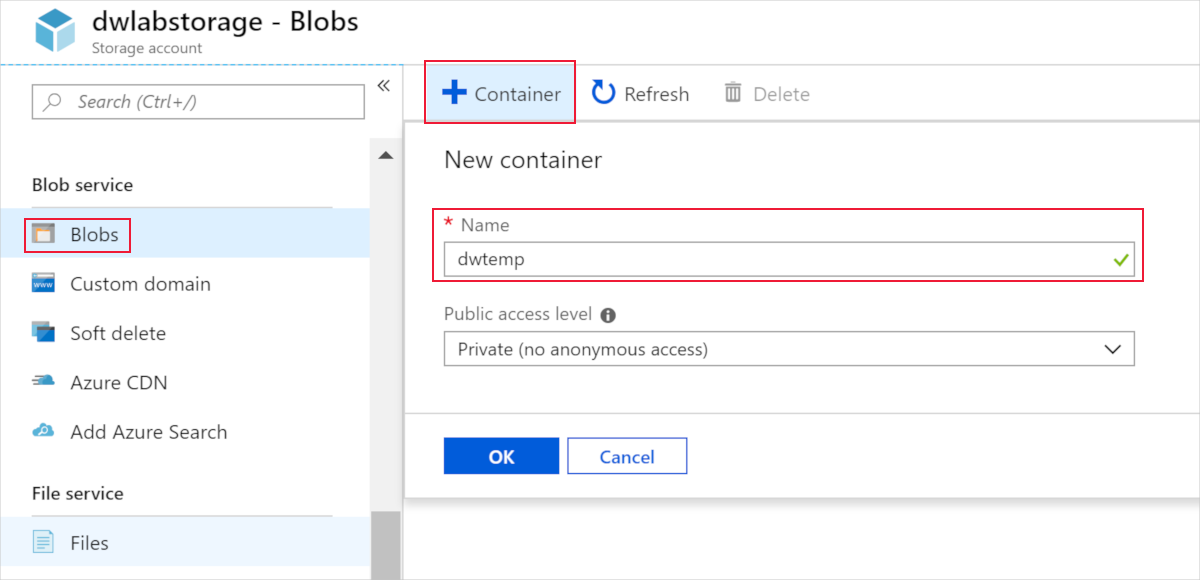 dwlabstorage - Blobs
Storage account
Search (Ctrl+/)
«
Blob service
Blobs
Custom domain
www
Soft delete
Azure CDN
Add Azure Search
File service
Files
+ Container
Refresh
Delete
New container
* Name
dwtemp
Public access level
Private (no anonymous access)
OK
Cancel